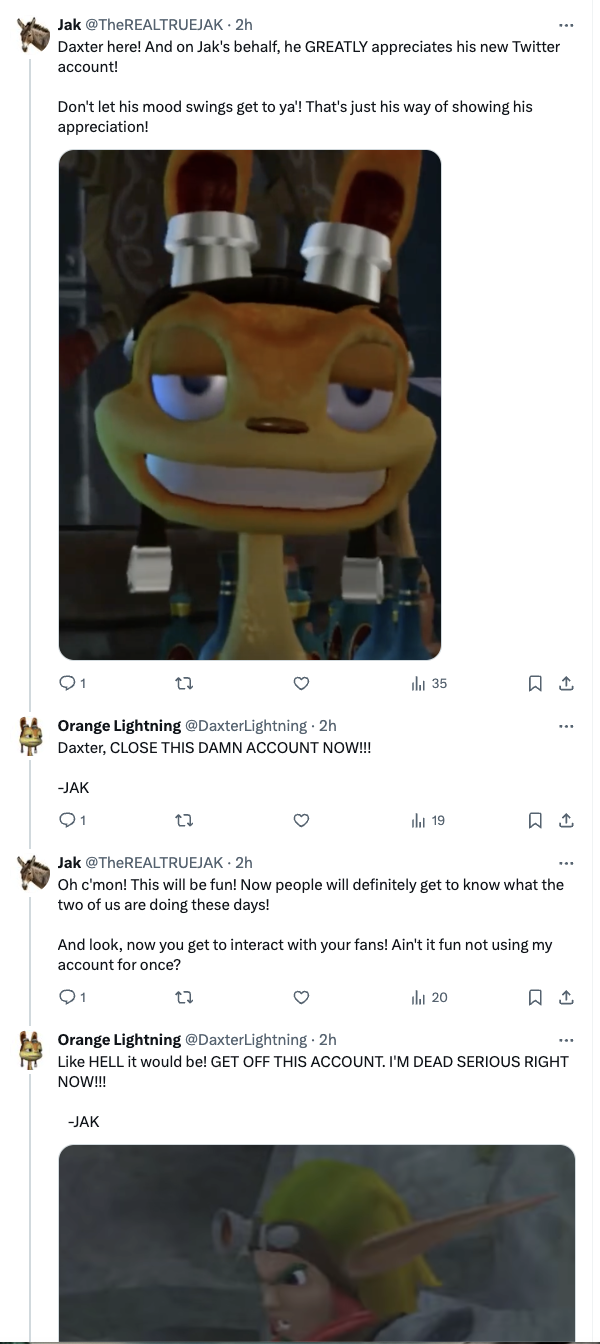 Jak @TheREALTRUEJAK · 2h
Daxter here! And on Jak's behalf, he GREATLY appreciates his new Twitter
account!
Don't let his mood swings get to ya'! That's just his way of showing his
appreciation!
1 35
Orange Lightning @DaxterLightning · 2h
Daxter, CLOSE THIS DAMN ACCOUNT NOW!!!
-JAK
1 19
Jak @TheREALTRUEJAK · 2h
Oh c'mon! This will be fun! Now people will definitely get to know what the
two of us are doing these days!
And look, now you get to interact with your fans! Ain't it fun not using my
account for once?
1 20
Orange Lightning @DaxterLightning · 2h
Like HELL it would be! GET OFF THIS ACCOUNT. I'M DEAD SERIOUS RIGHT
NOW!!!
-JAK